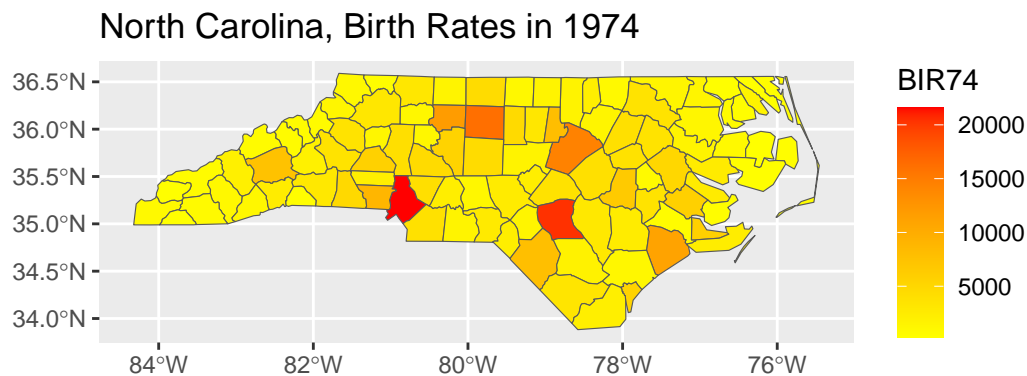 North Carolina, Birth Rates in 1974
36.5°N
36.0°N
35.5°N
35.0°N
34.5°N
34.0°N
84°W
82°W
80°W
78°W
76°W
BIR74
20000
15000
10000
5000